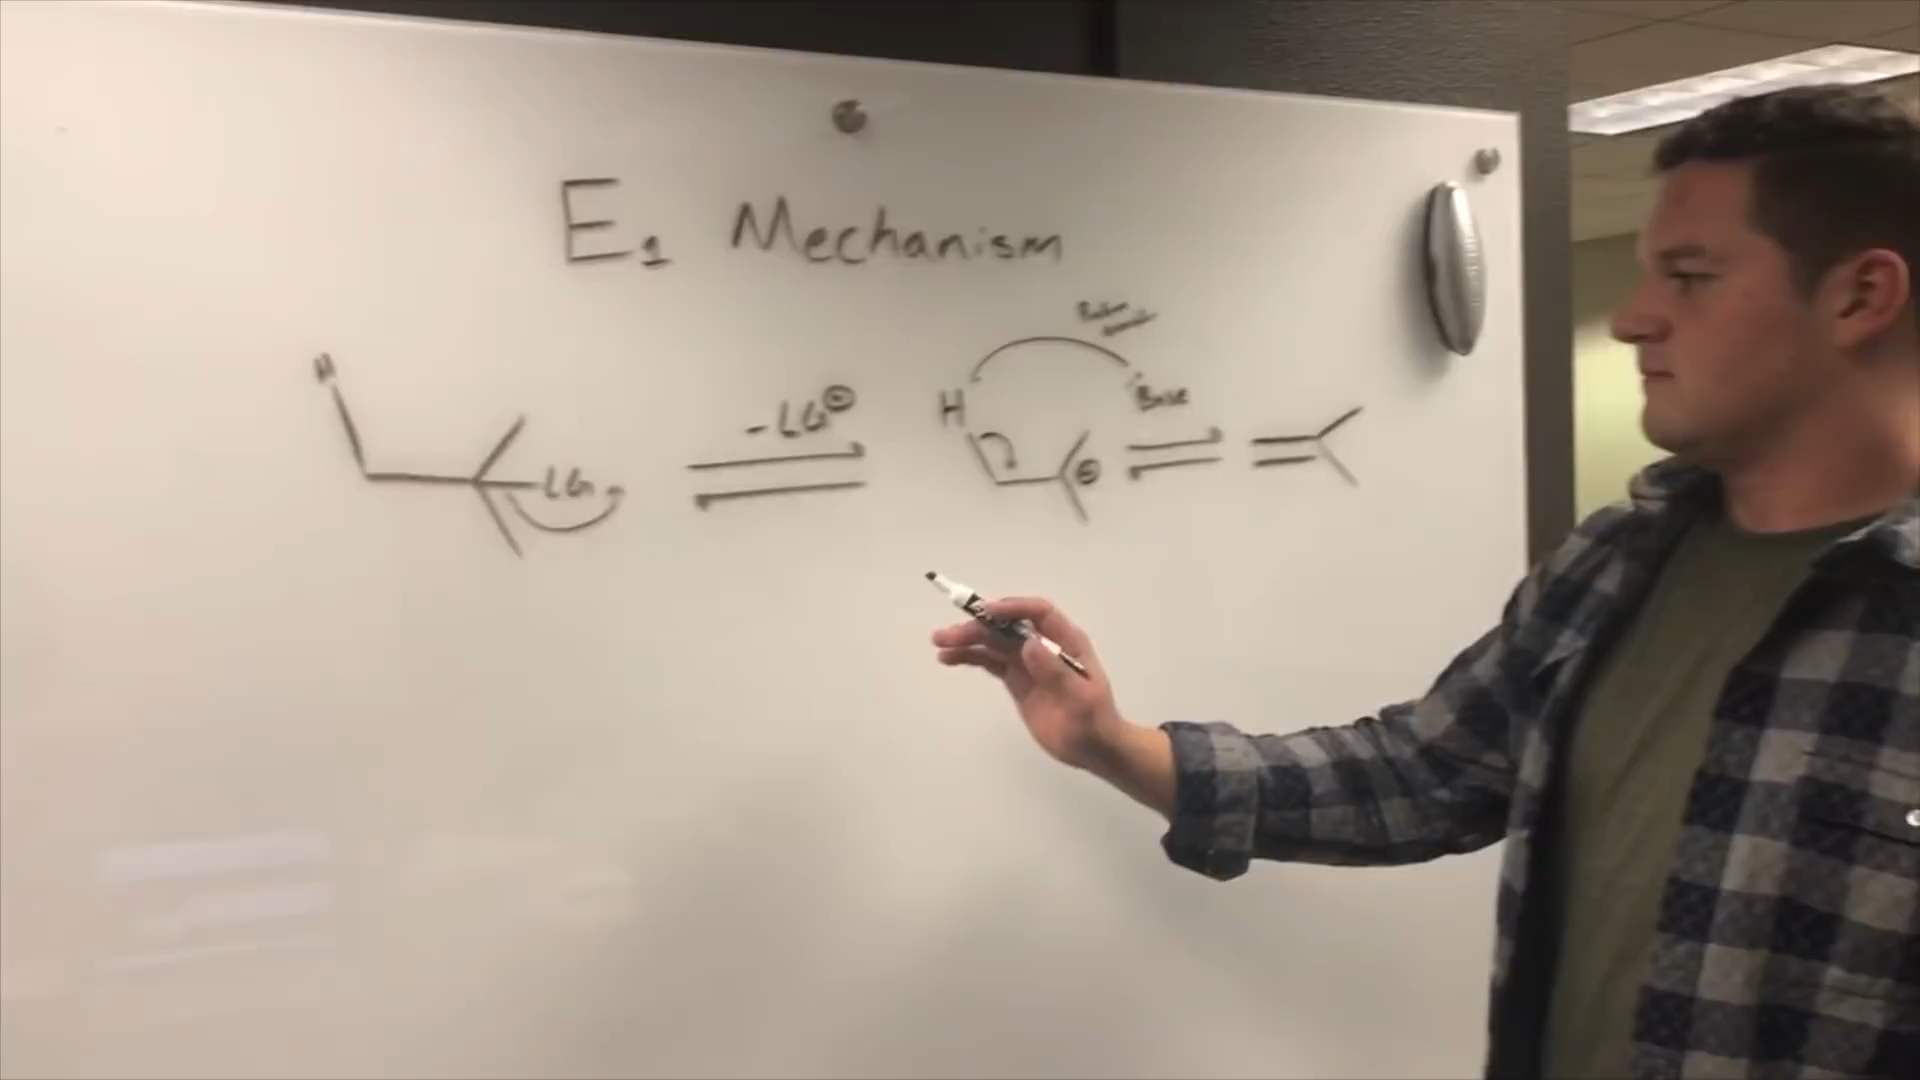 E₁ Mechanism
H
LG
-LG⊖
H
Base
⊕